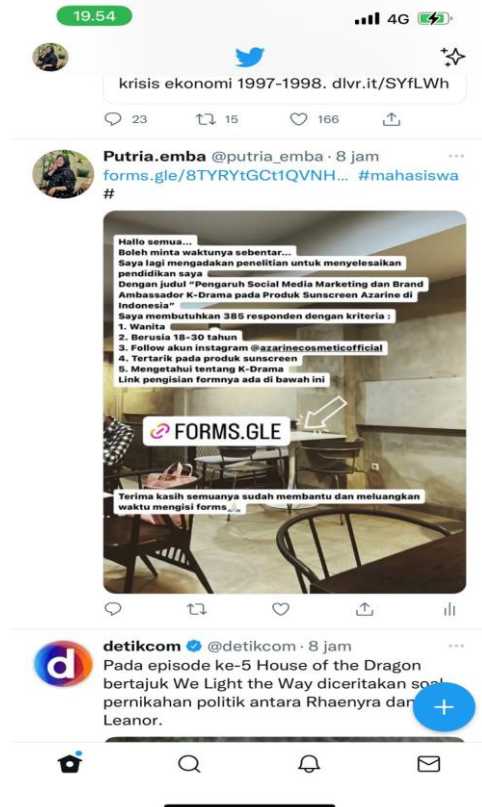 19.54
4G
krisis ekonomi 1997-1998. dlvr.it/SYfLWh
23 15 166
Putria.emba @putria_emba · 8 jam
forms.gle/8TYRYtGCt1QVNH... #mahasiswa
#
Hallo semua...
Boleh minta waktunya sebentar...
Saya lagi mengadakan penelitian untuk menyelesaikan
pendidikan saya
Dengan judul “Pengaruh Social Media Marketing dan Brand
Ambassador K-Drama pada Produk Sunscreen Azarine di
Indonesia”
Saya membutuhkan 385 responden dengan kriteria :
1. Wanita
2. Berusia 18-30 tahun
3. Follow akun instagram @azarinecosmeticofficial
4. Tertarik pada produk sunscreen
5. Mengetahui tentang K-Drama
Link pengisian formnya ada di bawah ini
FORMS.GLE
Terima kasih semuanya sudah membantu dan meluangkan
waktu mengisi forms🙏🏻
detikcom @detikcom · 8 jam
Pada episode ke-5 House of the Dragon
bertajuk We Light the Way diceritakan soal
pernikahan politik antara Rhaenyra dan
Leanor.